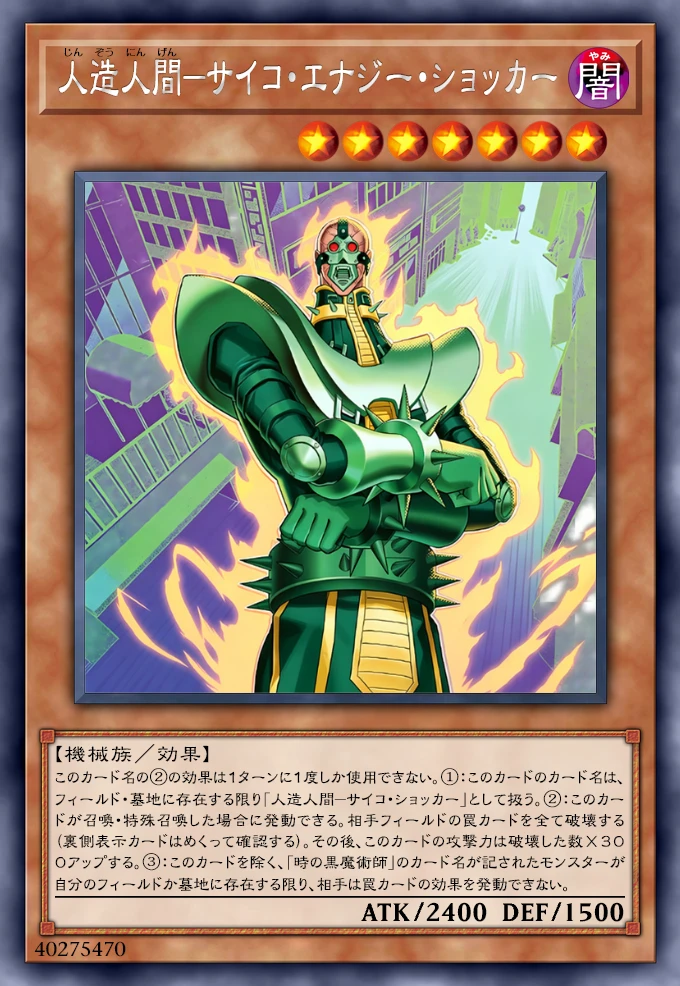 じんぞうにんげん
人造人間－サイコ・エナジー・ショッカー
やみ
闇
【機械族／効果】
このカード名の②の効果は１ターンに１度しか使用できない。①：このカードのカード名は、
フィールド・墓地に存在する限り「人造人間－サイコ・ショッカー」として扱う。②：このカー
ドが召喚・特殊召喚した場合に発動できる。相手フィールドの罠カードを全て破壊する
（裏側表示カードはめくって確認する）。その後、このカードの攻撃力は破壊した数×３０
０アップする。③：このカードを除く、「時の黒魔術師」のカード名が記されたモンスターが
自分のフィールドか墓地に存在する限り、相手は罠カードの効果を発動できない。
ATK/2400 DEF/1500
40275470